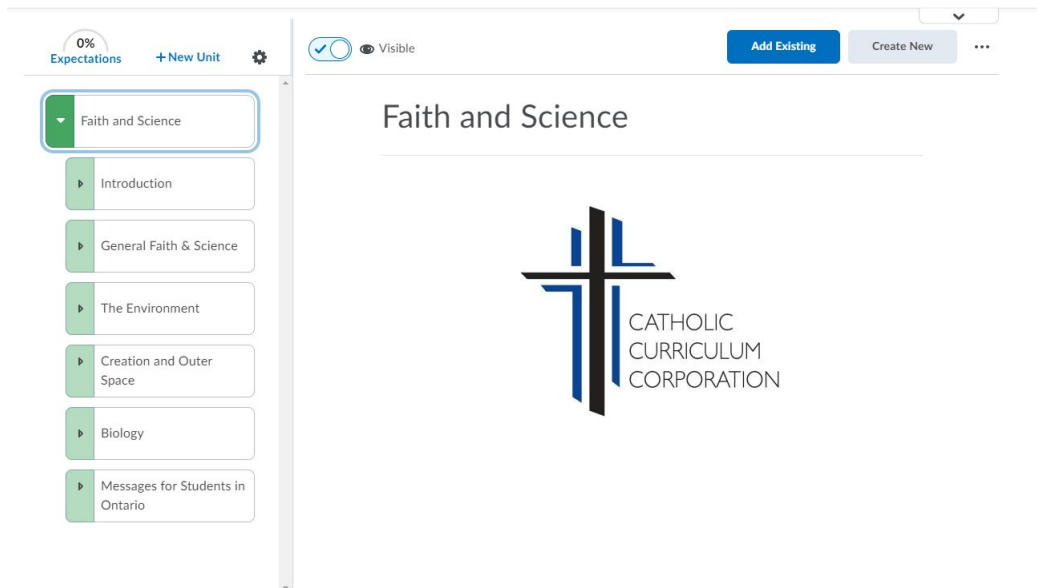 0%
Expectations
+ New Unit
Visible
Add Existing
Create New
Faith and Science
Introduction
General Faith & Science
The Environment
Creation and Outer
Space
Biology
Messages for Students in
Ontario
Faith and Science
CATHOLIC
CURRICULUM
CORPORATION